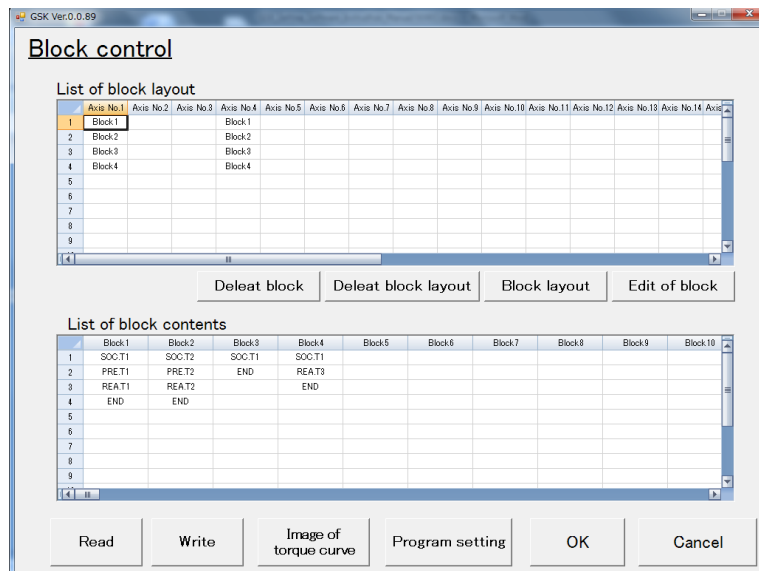 GSK Ver.0.0.89
Block control
List of block layout
Axis No.1 Axis No.2 Axis No.3 Axis No.4 Axis No.5 Axis No.6 Axis No.7 Axis No.8 Axis No.9 Axis No.10 Axis No.11 Axis No.12 Axis No.13 Axis No.14 Axis
1 Block1 Block1
2 Block2 Block2
3 Block3 Block3
4 Block4 Block4
5
6
7
8
9
Deleat block Deleat block layout Block layout Edit of block
List of block contents
Block1 Block2 Block3 Block4 Block5 Block6 Block7 Block8 Block9 Block10
1 SOC.T1 SOC.T2 SOC.T1 SOC.T1
2 PRE.T1 PRE.T2 END REA.T3
3 REA.T1 REA.T2 END
4 END END
5
6
7
8
9
Read Write Image of torque curve Program setting OK Cancel